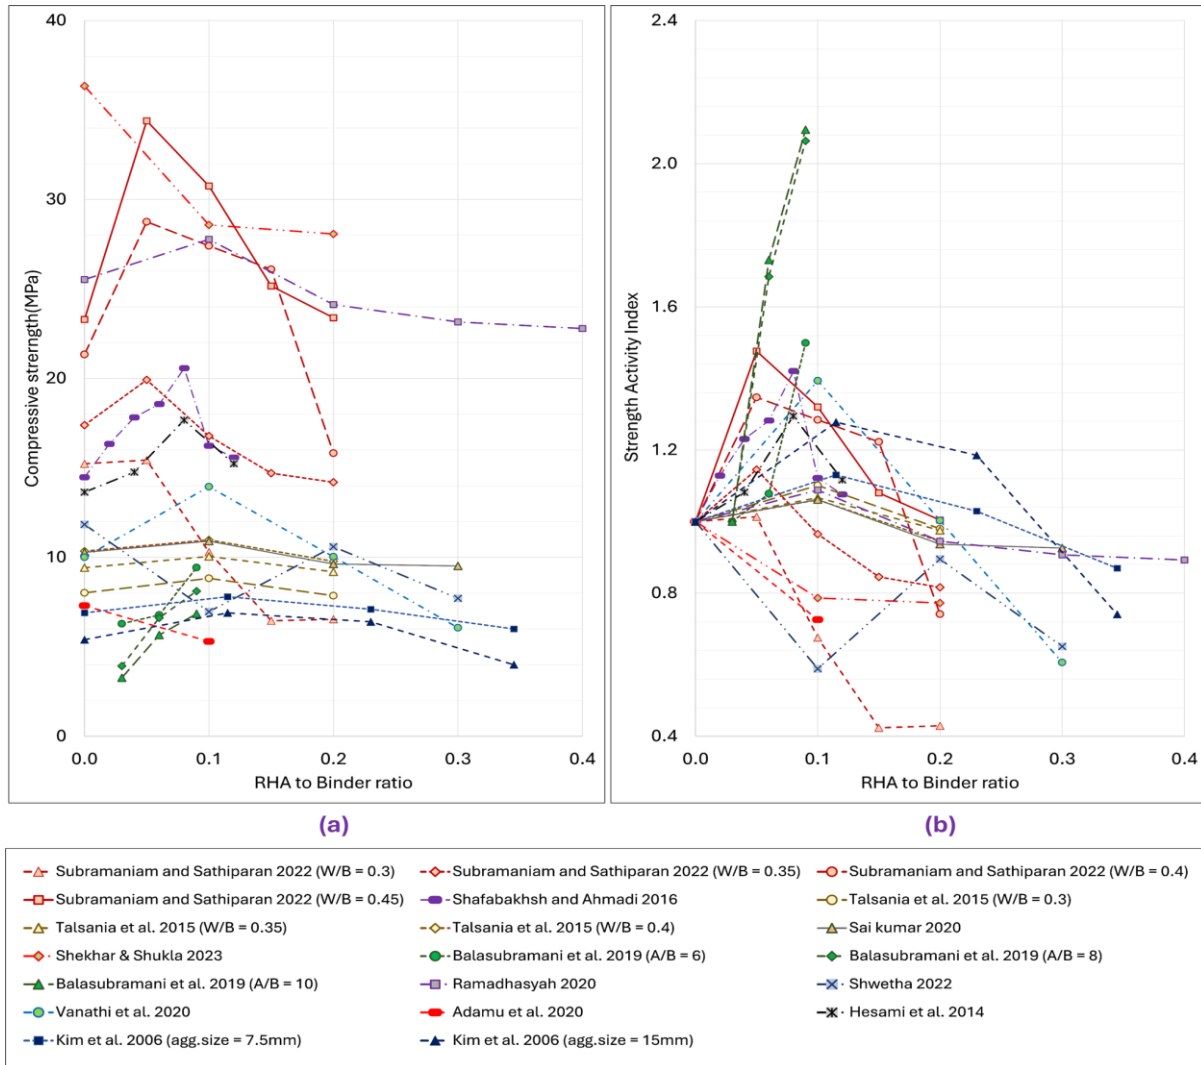 40
30
20
10
0
Compressive strerngth(MPa)
0.0 0.1 0.2 0.3 0.4
RHA to Binder ratio
(a)
2.4
2.0
1.6
1.2
0.8
0.4
Strength Activity Index
0.0 0.1 0.2 0.3 0.4
RHA to Binder ratio
(b)
Subramaniam and Sathiparan 2022 (W/B = 0.3)
Subramaniam and Sathiparan 2022 (W/B = 0.35)
Subramaniam and Sathiparan 2022 (W/B = 0.4)
Subramaniam and Sathiparan 2022 (W/B = 0.45)
Shafabakhsh and Ahmadi 2016
Talsania et al. 2015 (W/B = 0.3)
Talsania et al. 2015 (W/B = 0.35)
Talsania et al. 2015 (W/B = 0.4)
Sai kumar 2020
Shekhar & Shukla 2023
Balasubramani et al. 2019 (A/B = 6)
Balasubramani et al. 2019 (A/B = 8)
Balasubramani et al. 2019 (A/B = 10)
Ramadhasyah 2020
Shwetha 2022
Vanathi et al. 2020
Adamu et al. 2020
Hesami et al. 2014
Kim et al. 2006 (agg.size = 7.5mm)
Kim et al. 2006 (agg.size = 15mm)